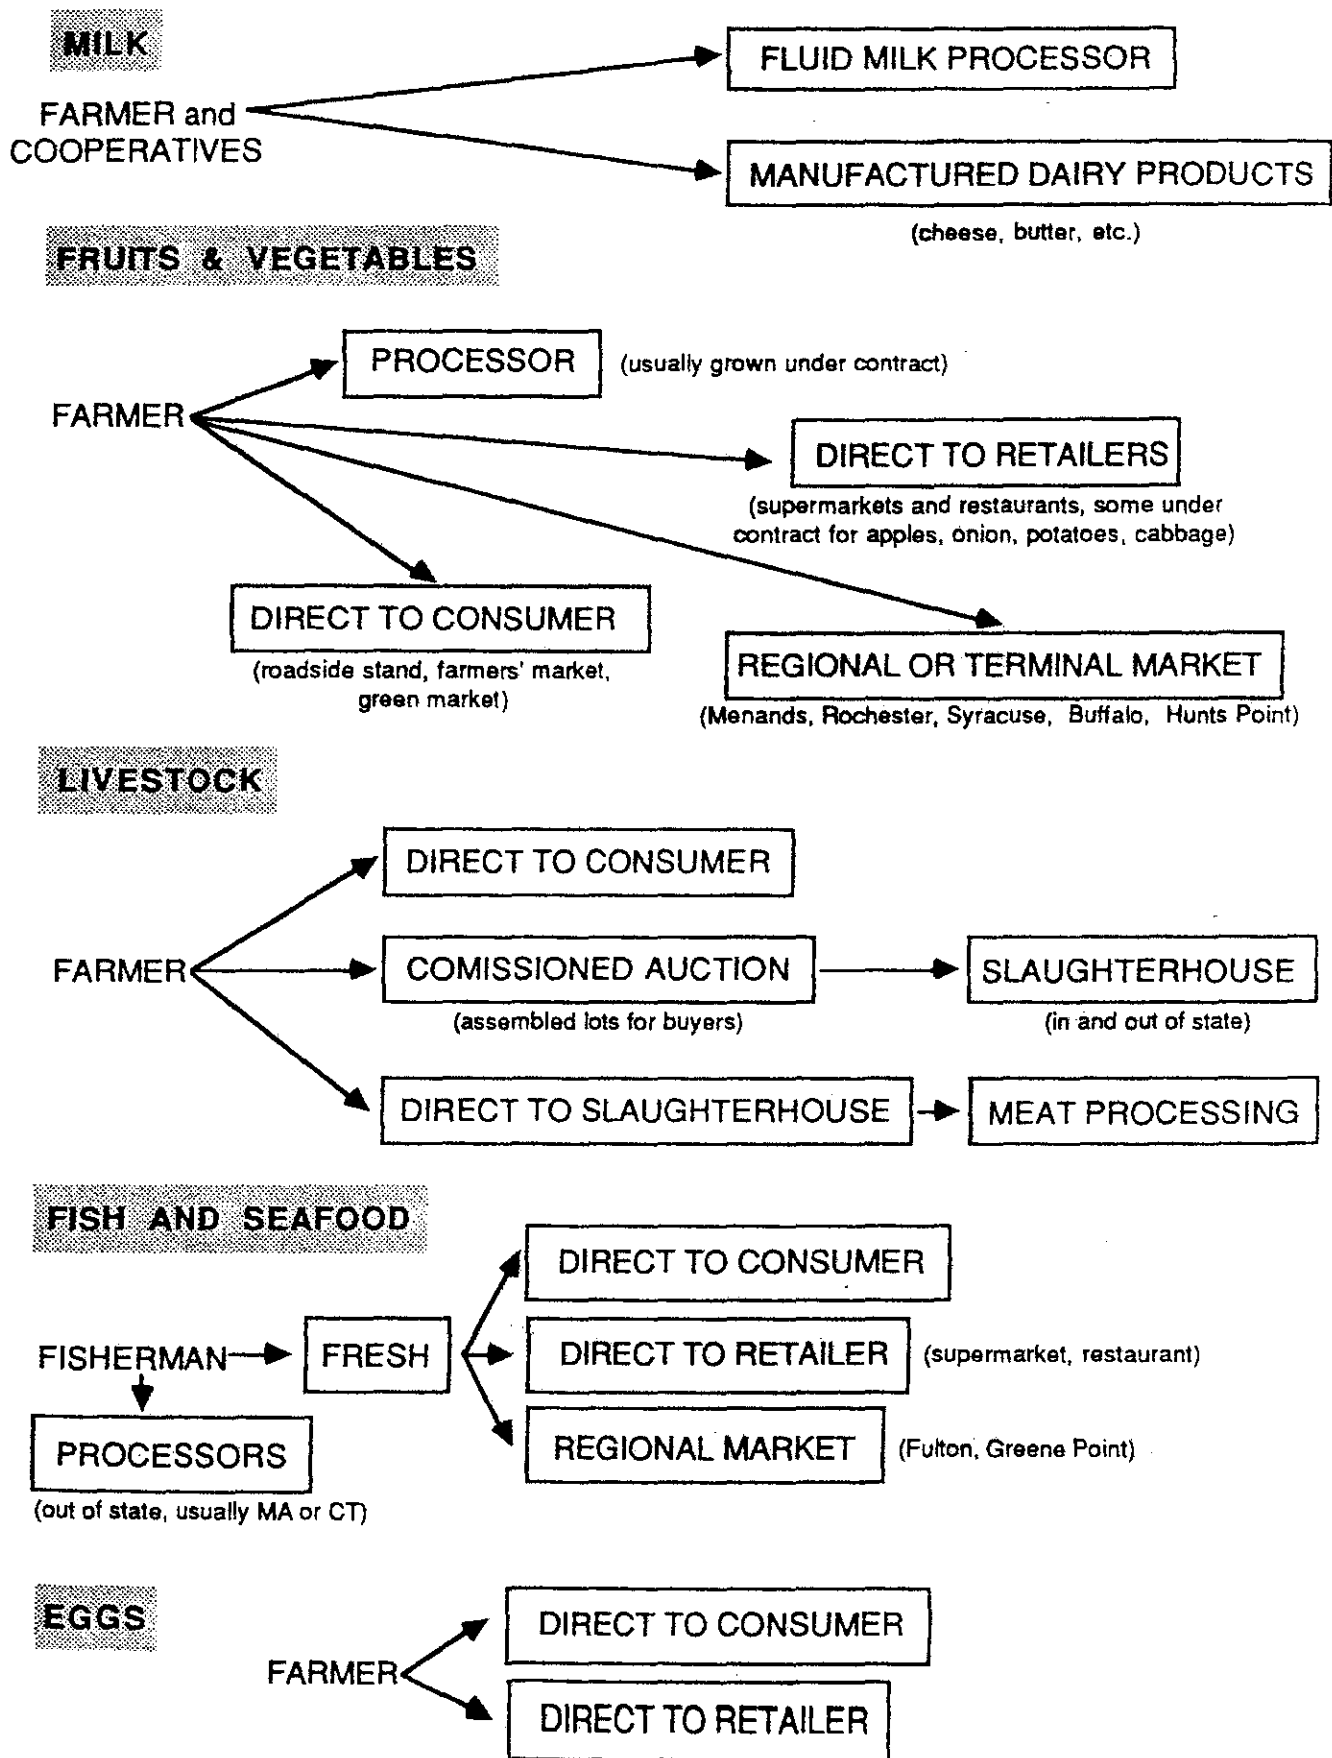 MILK
FLUID MILK PROCESSOR
FARMER and
COOPERATIVES
MANUFACTURED DAIRY PRODUCTS
(cheese, butter, etc.)
FRUITS & VEGETABLES
PROCESSOR (usually grown under contract)
FARMER
DIRECT TO RETAILERS
(supermarkets and restaurants, some under
contract for apples, onion, potatoes, cabbage)
DIRECT TO CONSUMER
(roadside stand, farmers' market,
green market)
REGIONAL OR TERMINAL MARKET
(Menands, Rochester, Syracuse, Buffalo, Hunts Point)
LIVESTOCK
DIRECT TO CONSUMER
FARMER
COMISSIONED AUCTION
(assembled lots for buyers)
SLAUGHTERHOUSE
(in and out of state)
DIRECT TO SLAUGHTERHOUSE
MEAT PROCESSING
FISH AND SEAFOOD
DIRECT TO CONSUMER
FISHERMAN
FRESH
DIRECT TO RETAILER (supermarket, restaurant)
REGIONAL MARKET (Fulton, Greene Point)
PROCESSORS
(out of state, usually MA or CT)
EGGS
DIRECT TO CONSUMER
FARMER
DIRECT TO RETAILER